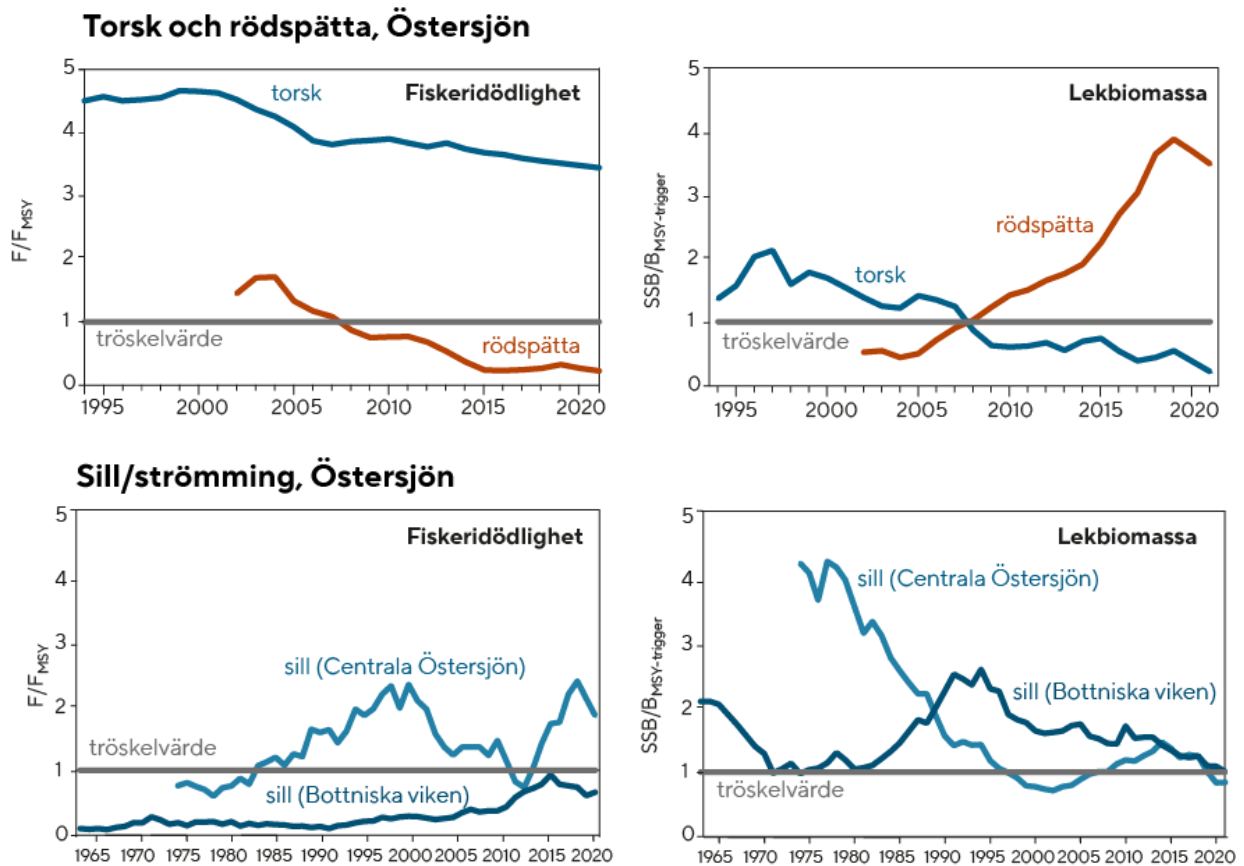 Torsk och rödspätta, Östersjön
Fiskeridödlighet
F/F_MSY
5
4
3
2
1
0
torsk
tröskelvärde
rödspätta
1995 2000 2005 2010 2015 2020
Lekbiomassa
SSB/B_MSY-trigger
5
4
3
2
1
0
rödspätta
torsk
tröskelvärde
1995 2000 2005 2010 2015 2020
Sill/strömming, Östersjön
Fiskeridödlighet
F/F_MSY
5
4
3
2
1
0
sill (Centrala Östersjön)
tröskelvärde
sill (Bottniska viken)
1965 1970 1975 1980 1985 1990 1995 2000 2005 2010 2015 2020
Lekbiomassa
SSB/B_MSY-trigger
5
4
3
2
1
0
sill (Centrala Östersjön)
sill (Bottniska viken)
tröskelvärde
1965 1970 1975 1980 1985 1990 1995 2000 2005 2010 2015 2020